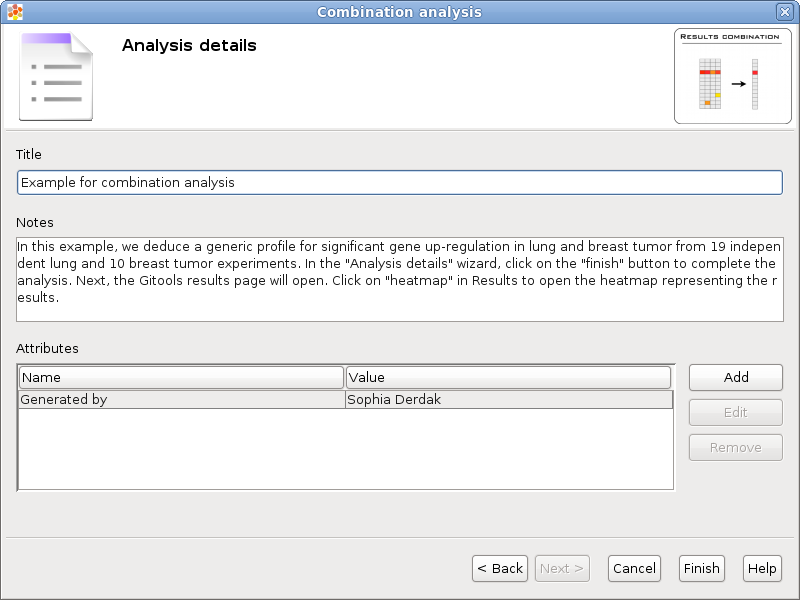 Combination analysis
Analysis details
RESULTS COMBINATION
Title
Example for combination analysis
Notes
In this example, we deduce a generic profile for significant gene up-regulation in lung and breast tumor from 19 indepen
dent lung and 10 breast tumor experiments. In the "Analysis details" wizard, click on the "finish" button to complete the
analysis. Next, the Gitools results page will open. Click on "heatmap" in Results to open the heatmap representing the r
esults.
Attributes
Name Value
Generated by Sophia Derdak
Add
Edit
Remove
< Back Next > Cancel Finish Help